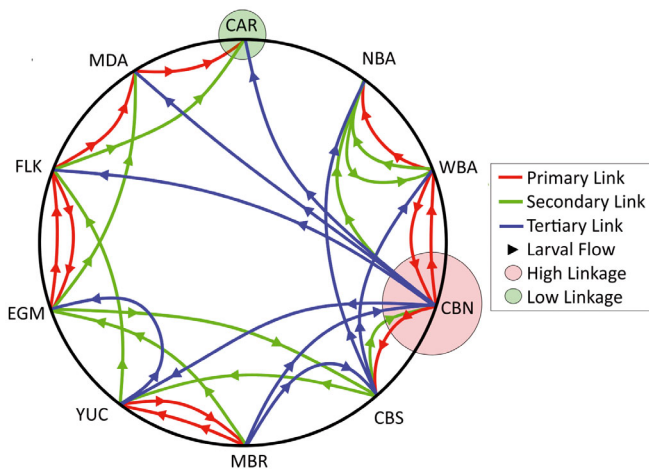 CAR
MDA
NBA
FLK
WBA
Primary Link
Secondary Link
Tertiary Link
Larval Flow
High Linkage
Low Linkage
EGM
CBN
YUC
CBS
MBR